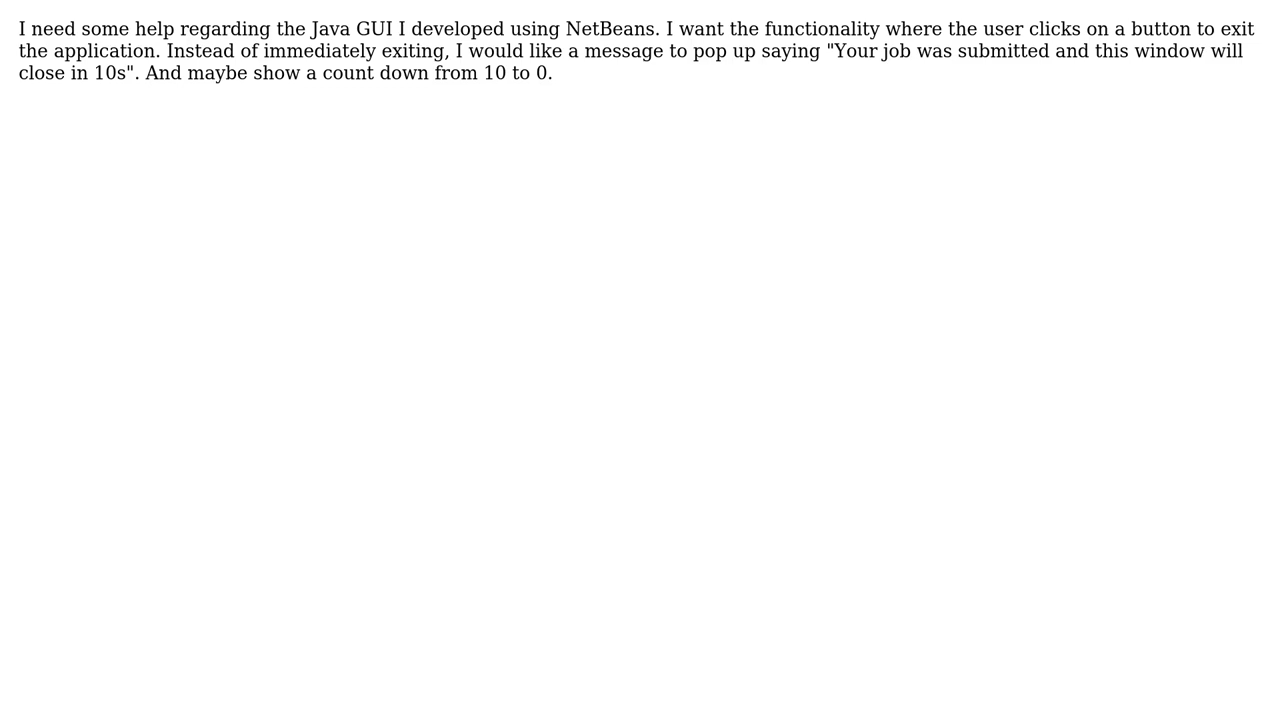 I need some help regarding the Java GUI I developed using NetBeans. I want the functionality where the user clicks on a button to exit
the application. Instead of immediately exiting, I would like a message to pop up saying "Your job was submitted and this window will
close in 10s". And maybe show a count down from 10 to 0.